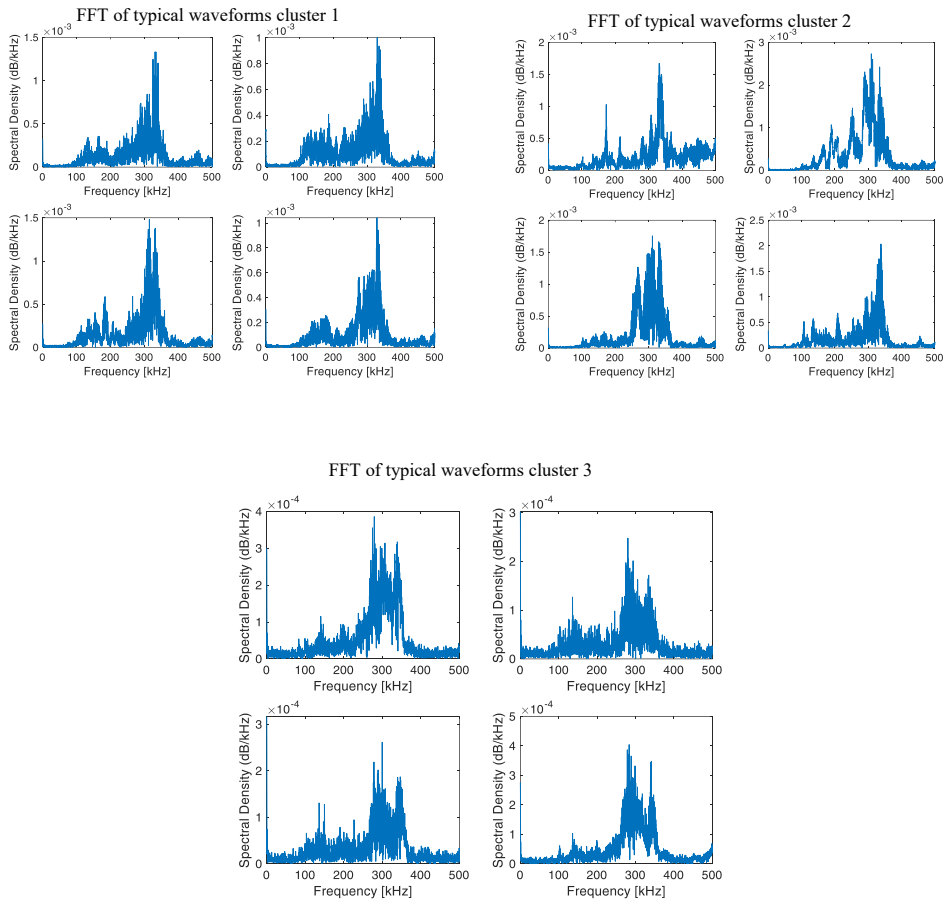 FFT of typical waveforms cluster 1
×10-3
1.5
1
0.5
0
Spectral Density (dB/kHz)
0 100 200 300 400 500
Frequency [kHz]
×10-3
1
0.8
0.6
0.4
0.2
0
Spectral Density (dB/kHz)
0 100 200 300 400 500
Frequency [kHz]
×10-3
1.5
1
0.5
0
Spectral Density (dB/kHz)
0 100 200 300 400 500
Frequency [kHz]
×10-3
1
0.8
0.6
0.4
0.2
0
Spectral Density (dB/kHz)
0 100 200 300 400 500
Frequency [kHz]
FFT of typical waveforms cluster 2
×10-3
2
1.5
1
0.5
0
Spectral Density (dB/kHz)
0 100 200 300 400 500
Frequency [kHz]
×10-3
3
2
1
0
Spectral Density (dB/kHz)
0 100 200 300 400 500
Frequency [kHz]
×10-3
2
1.5
1
0.5
0
Spectral Density (dB/kHz)
0 100 200 300 400 500
Frequency [kHz]
×10-3
2.5
2
1.5
1
0.5
0
Spectral Density (dB/kHz)
0 100 200 300 400 500
Frequency [kHz]
FFT of typical waveforms cluster 3
×10-4
4
3
2
1
0
Spectral Density (dB/kHz)
0 100 200 300 400 500
Frequency [kHz]
×10-4
3
2
1
0
Spectral Density (dB/kHz)
0 100 200 300 400 500
Frequency [kHz]
×10-4
3
2
1
0
Spectral Density (dB/kHz)
0 100 200 300 400 500
Frequency [kHz]
×10-4
5
4
3
2
1
0
Spectral Density (dB/kHz)
0 100 200 300 400 500
Frequency [kHz]